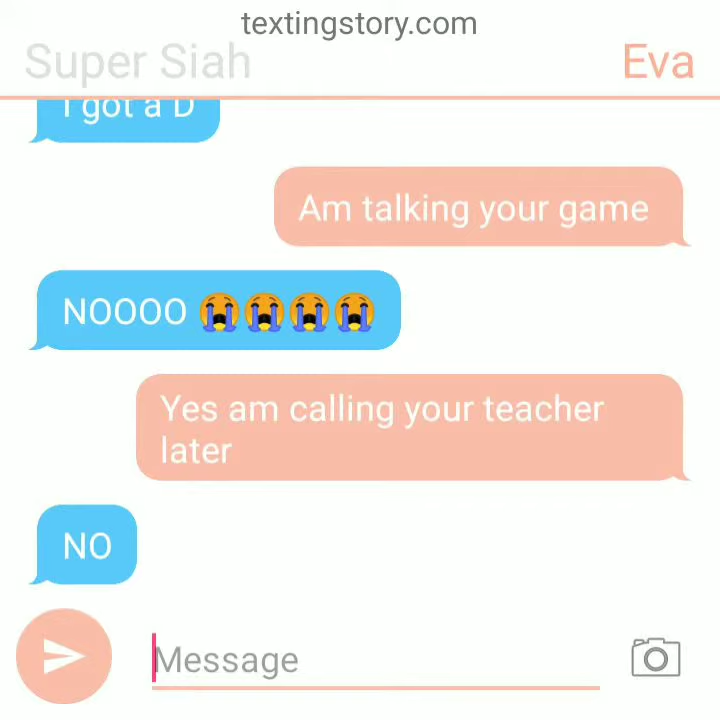 textingstory.com
Super Siah
Eva
I got a D
Am talking your game
NOOOO 😭😭😭😭
Yes am calling your teacher
later
NO
Message